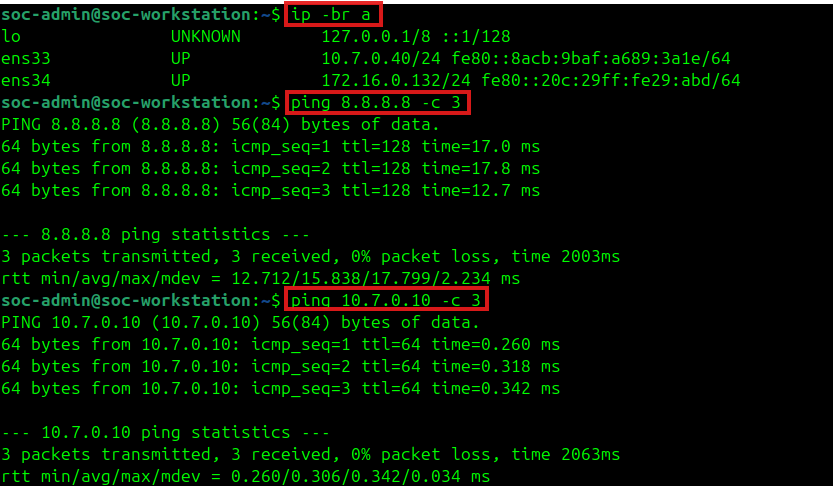 soc-admin@soc-workstation:~$ ip -br a
lo               UNKNOWN        127.0.0.1/8 ::1/128
ens33            UP             10.7.0.40/24 fe80::8acb:9baf:a689:3a1e/64
ens34            UP             172.16.0.132/24 fe80::20c:29ff:fe29:abd/64
soc-admin@soc-workstation:~$ ping 8.8.8.8 -c 3
PING 8.8.8.8 (8.8.8.8) 56(84) bytes of data.
64 bytes from 8.8.8.8: icmp_seq=1 ttl=128 time=17.0 ms
64 bytes from 8.8.8.8: icmp_seq=2 ttl=128 time=17.8 ms
64 bytes from 8.8.8.8: icmp_seq=3 ttl=128 time=12.7 ms

--- 8.8.8.8 ping statistics ---
3 packets transmitted, 3 received, 0% packet loss, time 2003ms
rtt min/avg/max/mdev = 12.712/15.838/17.799/2.234 ms
soc-admin@soc-workstation:~$ ping 10.7.0.10 -c 3
PING 10.7.0.10 (10.7.0.10) 56(84) bytes of data.
64 bytes from 10.7.0.10: icmp_seq=1 ttl=64 time=0.260 ms
64 bytes from 10.7.0.10: icmp_seq=2 ttl=64 time=0.318 ms
64 bytes from 10.7.0.10: icmp_seq=3 ttl=64 time=0.342 ms

--- 10.7.0.10 ping statistics ---
3 packets transmitted, 3 received, 0% packet loss, time 2063ms
rtt min/avg/max/mdev = 0.260/0.306/0.342/0.034 ms